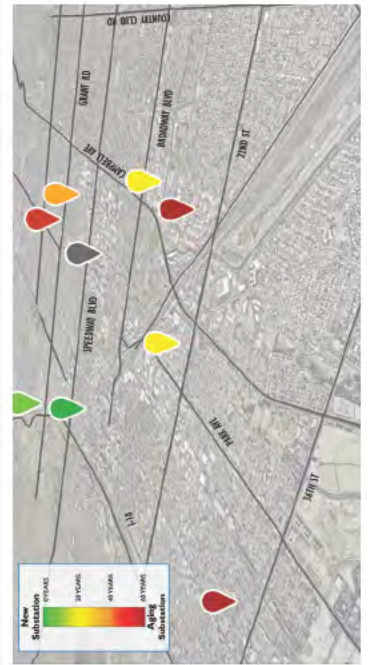 COUNTRY CLUB RD
GRANT RD
BROADWAY BLVD
CAMPBELL AVE
22ND ST
SPEEDWAY BLVD
PARK AVE
I-10
36TH ST
New
Substation
0 YEARS
20 YEARS
40 YEARS
60 YEARS
Aging
Substation